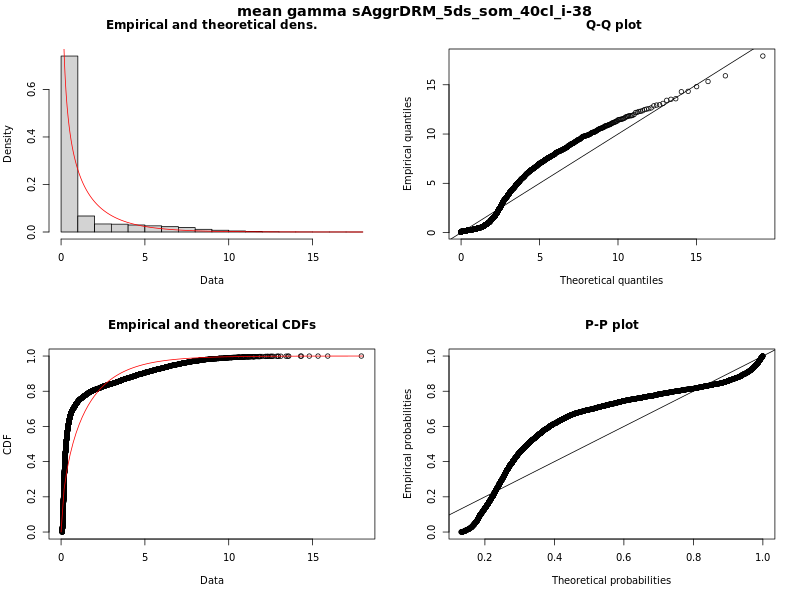 mean gamma sAggrDRM_5ds_som_40cl_i-38
Empirical and theoretical dens.
Density
0.0 0.2 0.4 0.6
0 5 10 15
Data
Q-Q plot
Empirical quantiles
0 5 10 15
0 5 10 15
Theoretical quantiles
Empirical and theoretical CDFs
CDF
0.0 0.2 0.4 0.6 0.8 1.0
0 5 10 15
Data
P-P plot
Empirical probabilities
0.0 0.2 0.4 0.6 0.8 1.0
0.2 0.4 0.6 0.8 1.0
Theoretical probabilities